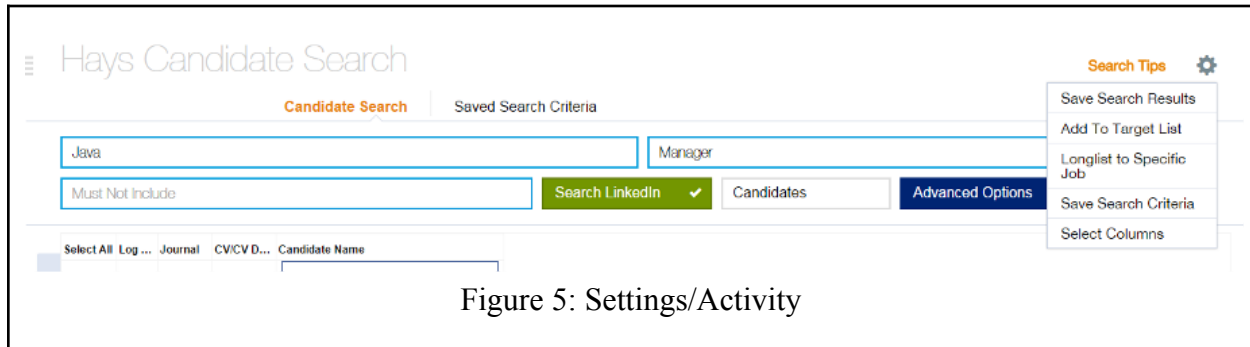 Hays Candidate Search
Search Tips
Candidate Search
Saved Search Criteria
Save Search Results
Add To Target List
Longlist to Specific
Job
Save Search Criteria
Select Columns
Java
Manager
Must Not Include
Search LinkedIn
Candidates
Advanced Options
Select All Log ... Journal CV/CV D... Candidate Name
Figure 5: Settings/Activity